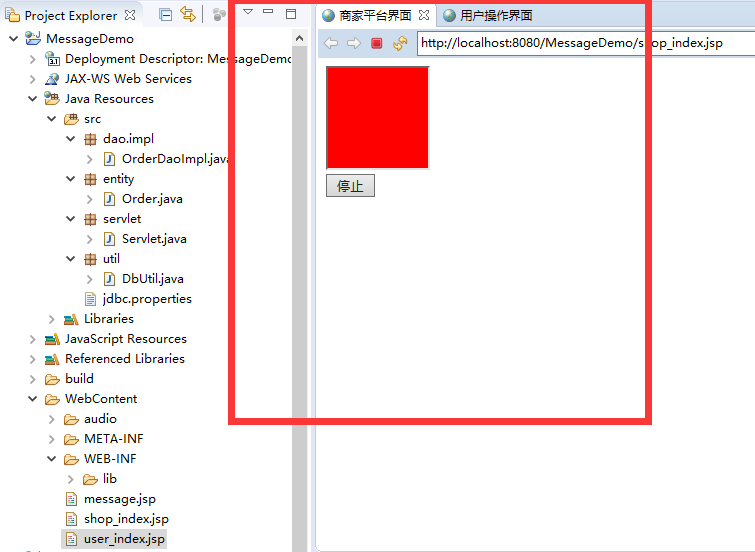 Project Explorer
MessageDemo
Deployment Descriptor: MessageDemo
JAX-WS Web Services
Java Resources
src
dao.impl
OrderDaoImpl.java
entity
Order.java
servlet
Servlet.java
util
DbUtil.java
jdbc.properties
Libraries
JavaScript Resources
Referenced Libraries
build
WebContent
audio
META-INF
WEB-INF
lib
message.jsp
shop_index.jsp
user_index.jsp
商家平台界面 用户操作界面
http://localhost:8080/MessageDemo/shop_index.jsp
停止